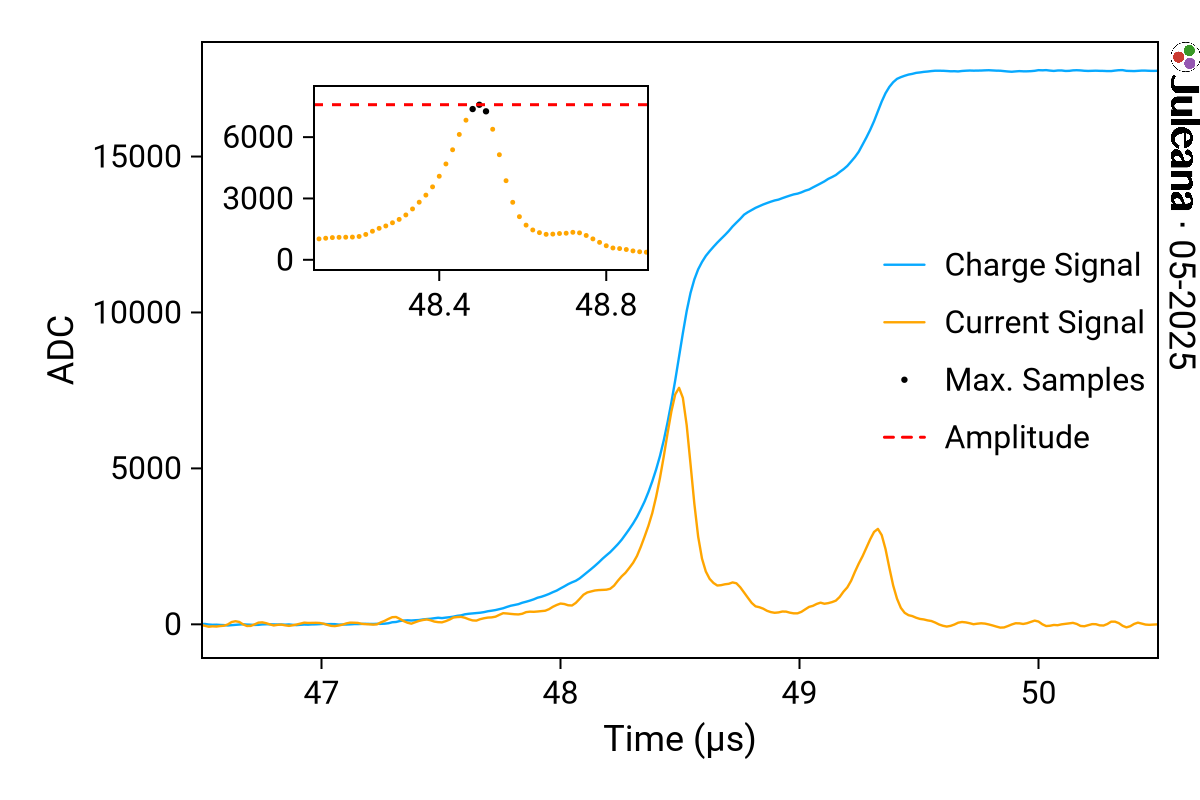 15000
10000
5000
0
ADC
6000
3000
0
48.4
48.8
Charge Signal
Current Signal
Max. Samples
Amplitude
47
48
49
50
Time (μs)
Juleana · 05-2025